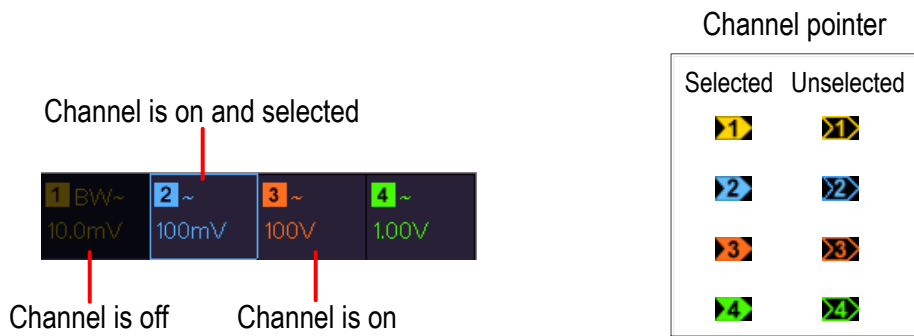 Channel pointer
Selected Unselected
Channel is on and selected
1 BW~ 2 ~ 3 ~ 4 ~
10.0mV 100mV 100V 1.00V
Channel is off Channel is on
1 1
2 2
3 3
4 4